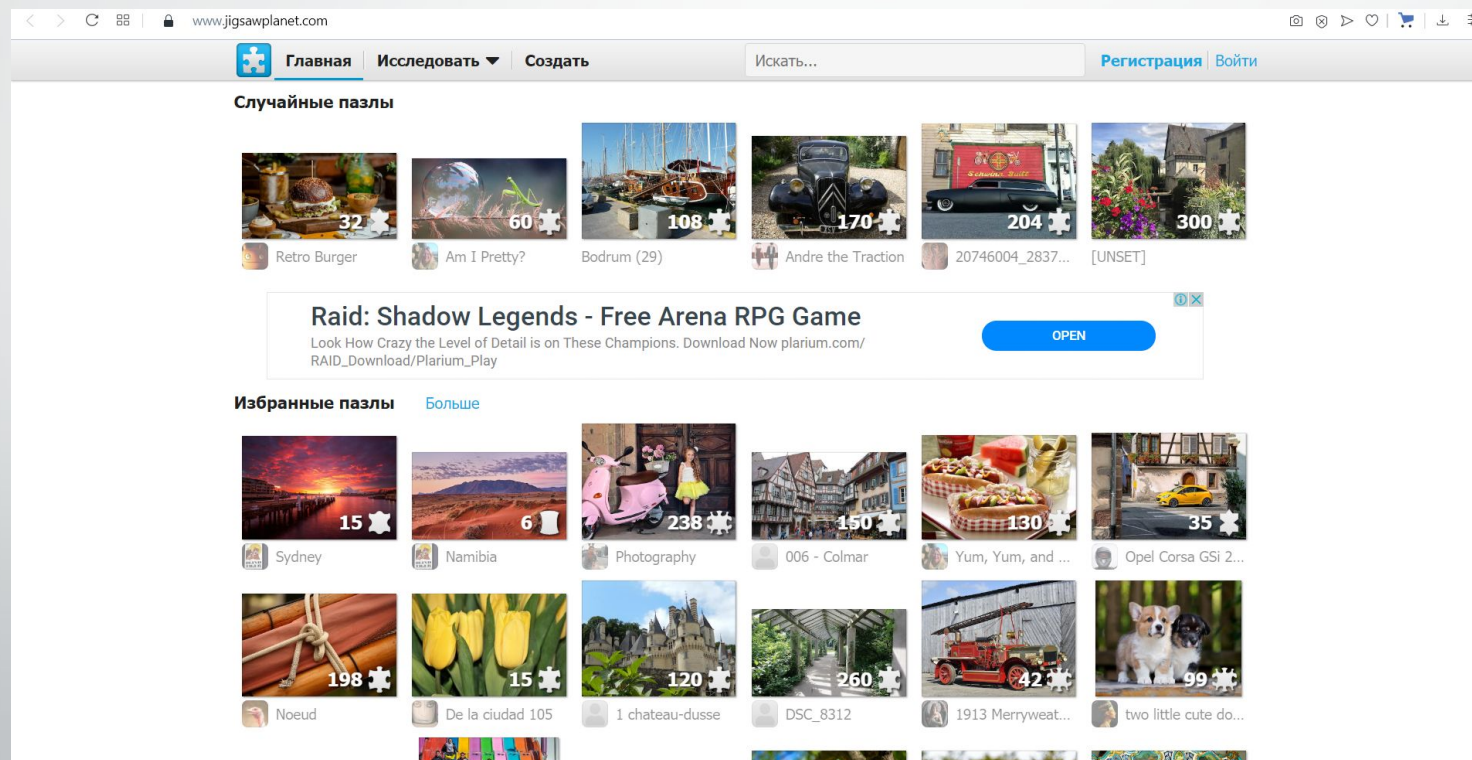 www.jigsawplanet.com
Главная Исследовать Создать Искать... Регистрация Войти
Случайные пазлы
Schwinn Built
32 60 108 170 204 300
Retro Burger Am I Pretty? Bodrum (29) Andre the Traction 20746004_2837... [UNSET]
Raid: Shadow Legends - Free Arena RPG Game
Look How Crazy the Level of Detail is on These Champions. Download Now plarium.com/
RAID_Download/Plarium_Play
OPEN
Избранные пазлы Больше
15 6 238 150 130 35
Sydney Namibia Photography 006 - Colmar Yum, Yum, and ... Opel Corsa GSi 2...
198 15 120 260 42 99
Noeud De la ciudad 105 1 chateau-dusse DSC_8312 1913 Merryweat... two little cute do...